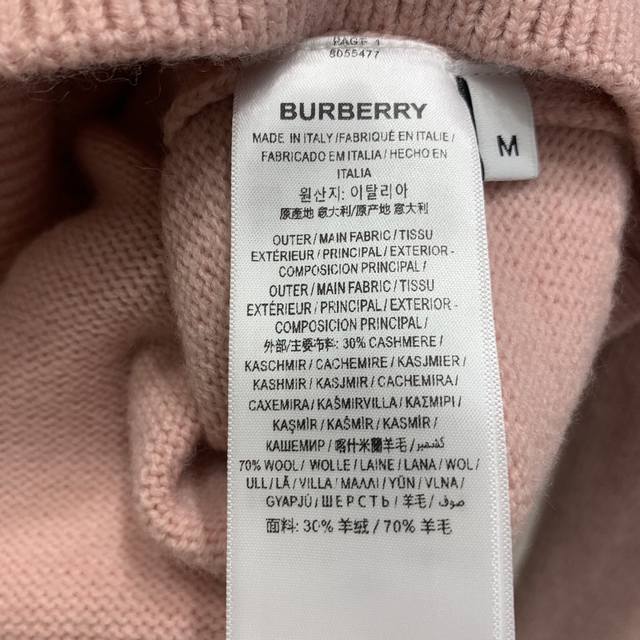 PAGE 1
8055477
BURBERRY
M
MADE IN ITALY/FABRIQUÉ EN ITALIE/
FABRICADO EM ITALIA/HECHO EN
ITALIA
원산지: 이탈리아
原產地 意大利/原产地 意大利
OUTER/MAIN FABRIC/TISSU
EXTÉRIEUR/PRINCIPAL/EXTERIOR-
COMPOSICION PRINCIPAL/
OUTER/MAIN FABRIC/TISSU
EXTÉRIEUR/PRINCIPAL/EXTERIOR-
COMPOSICION PRINCIPAL/
外部/主要布料: 30% CASHMERE/
KASCHMIR/CACHEMIRE/KASJMIER/
KASHMIR/KASJMIR/CACHEMIRA/
CAXEMIRA/KAŠMIRVILLA/ΚΑΣΜΙΡΙ/
KAŞMİR/KAŠMIR/KASMÍR/
КАШЕМИР/喀什米蘭羊毛/كشمير
70% WOOL/WOLLE/LAINE/LANA/WOL/
ULL/LÃ/VILLA/ΜΑΛΛΙ/YÜN/VLNA/
GYAPJÚ/ШЕРСТЬ/羊毛/صوف
面料: 30% 羊绒/70% 羊毛